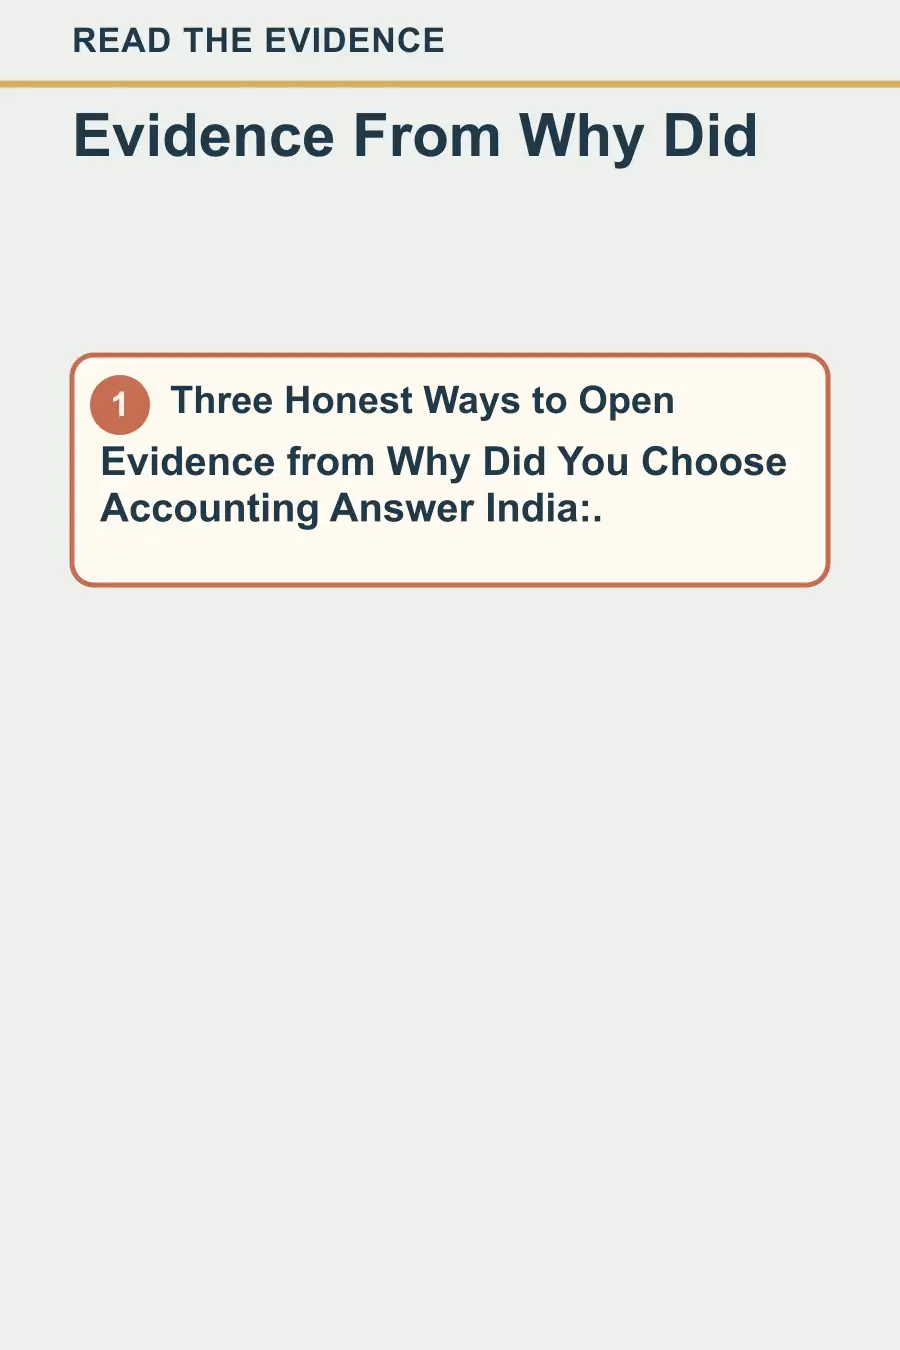 READ THE EVIDENCE
Evidence From Why Did
1 Three Honest Ways to Open
Evidence from Why Did You Choose
Accounting Answer India:.